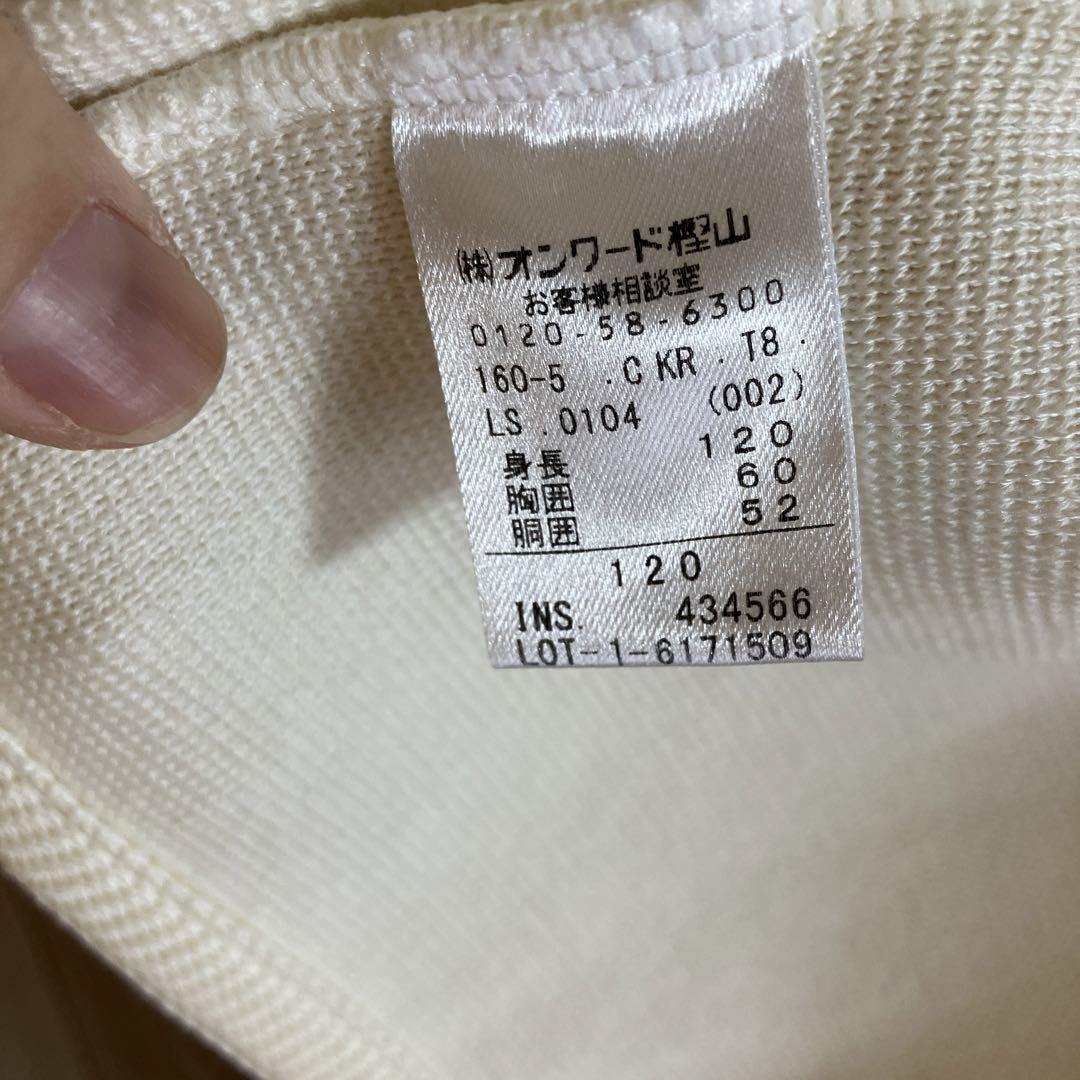 ㈱オンワード樫山
お客様相談室
0120-58-6300
160-5 .CKR.T8.
LS.0104 (002)
身長 120
胸囲 60
胴囲 52
120
INS. 434566
LOT-1-6171509